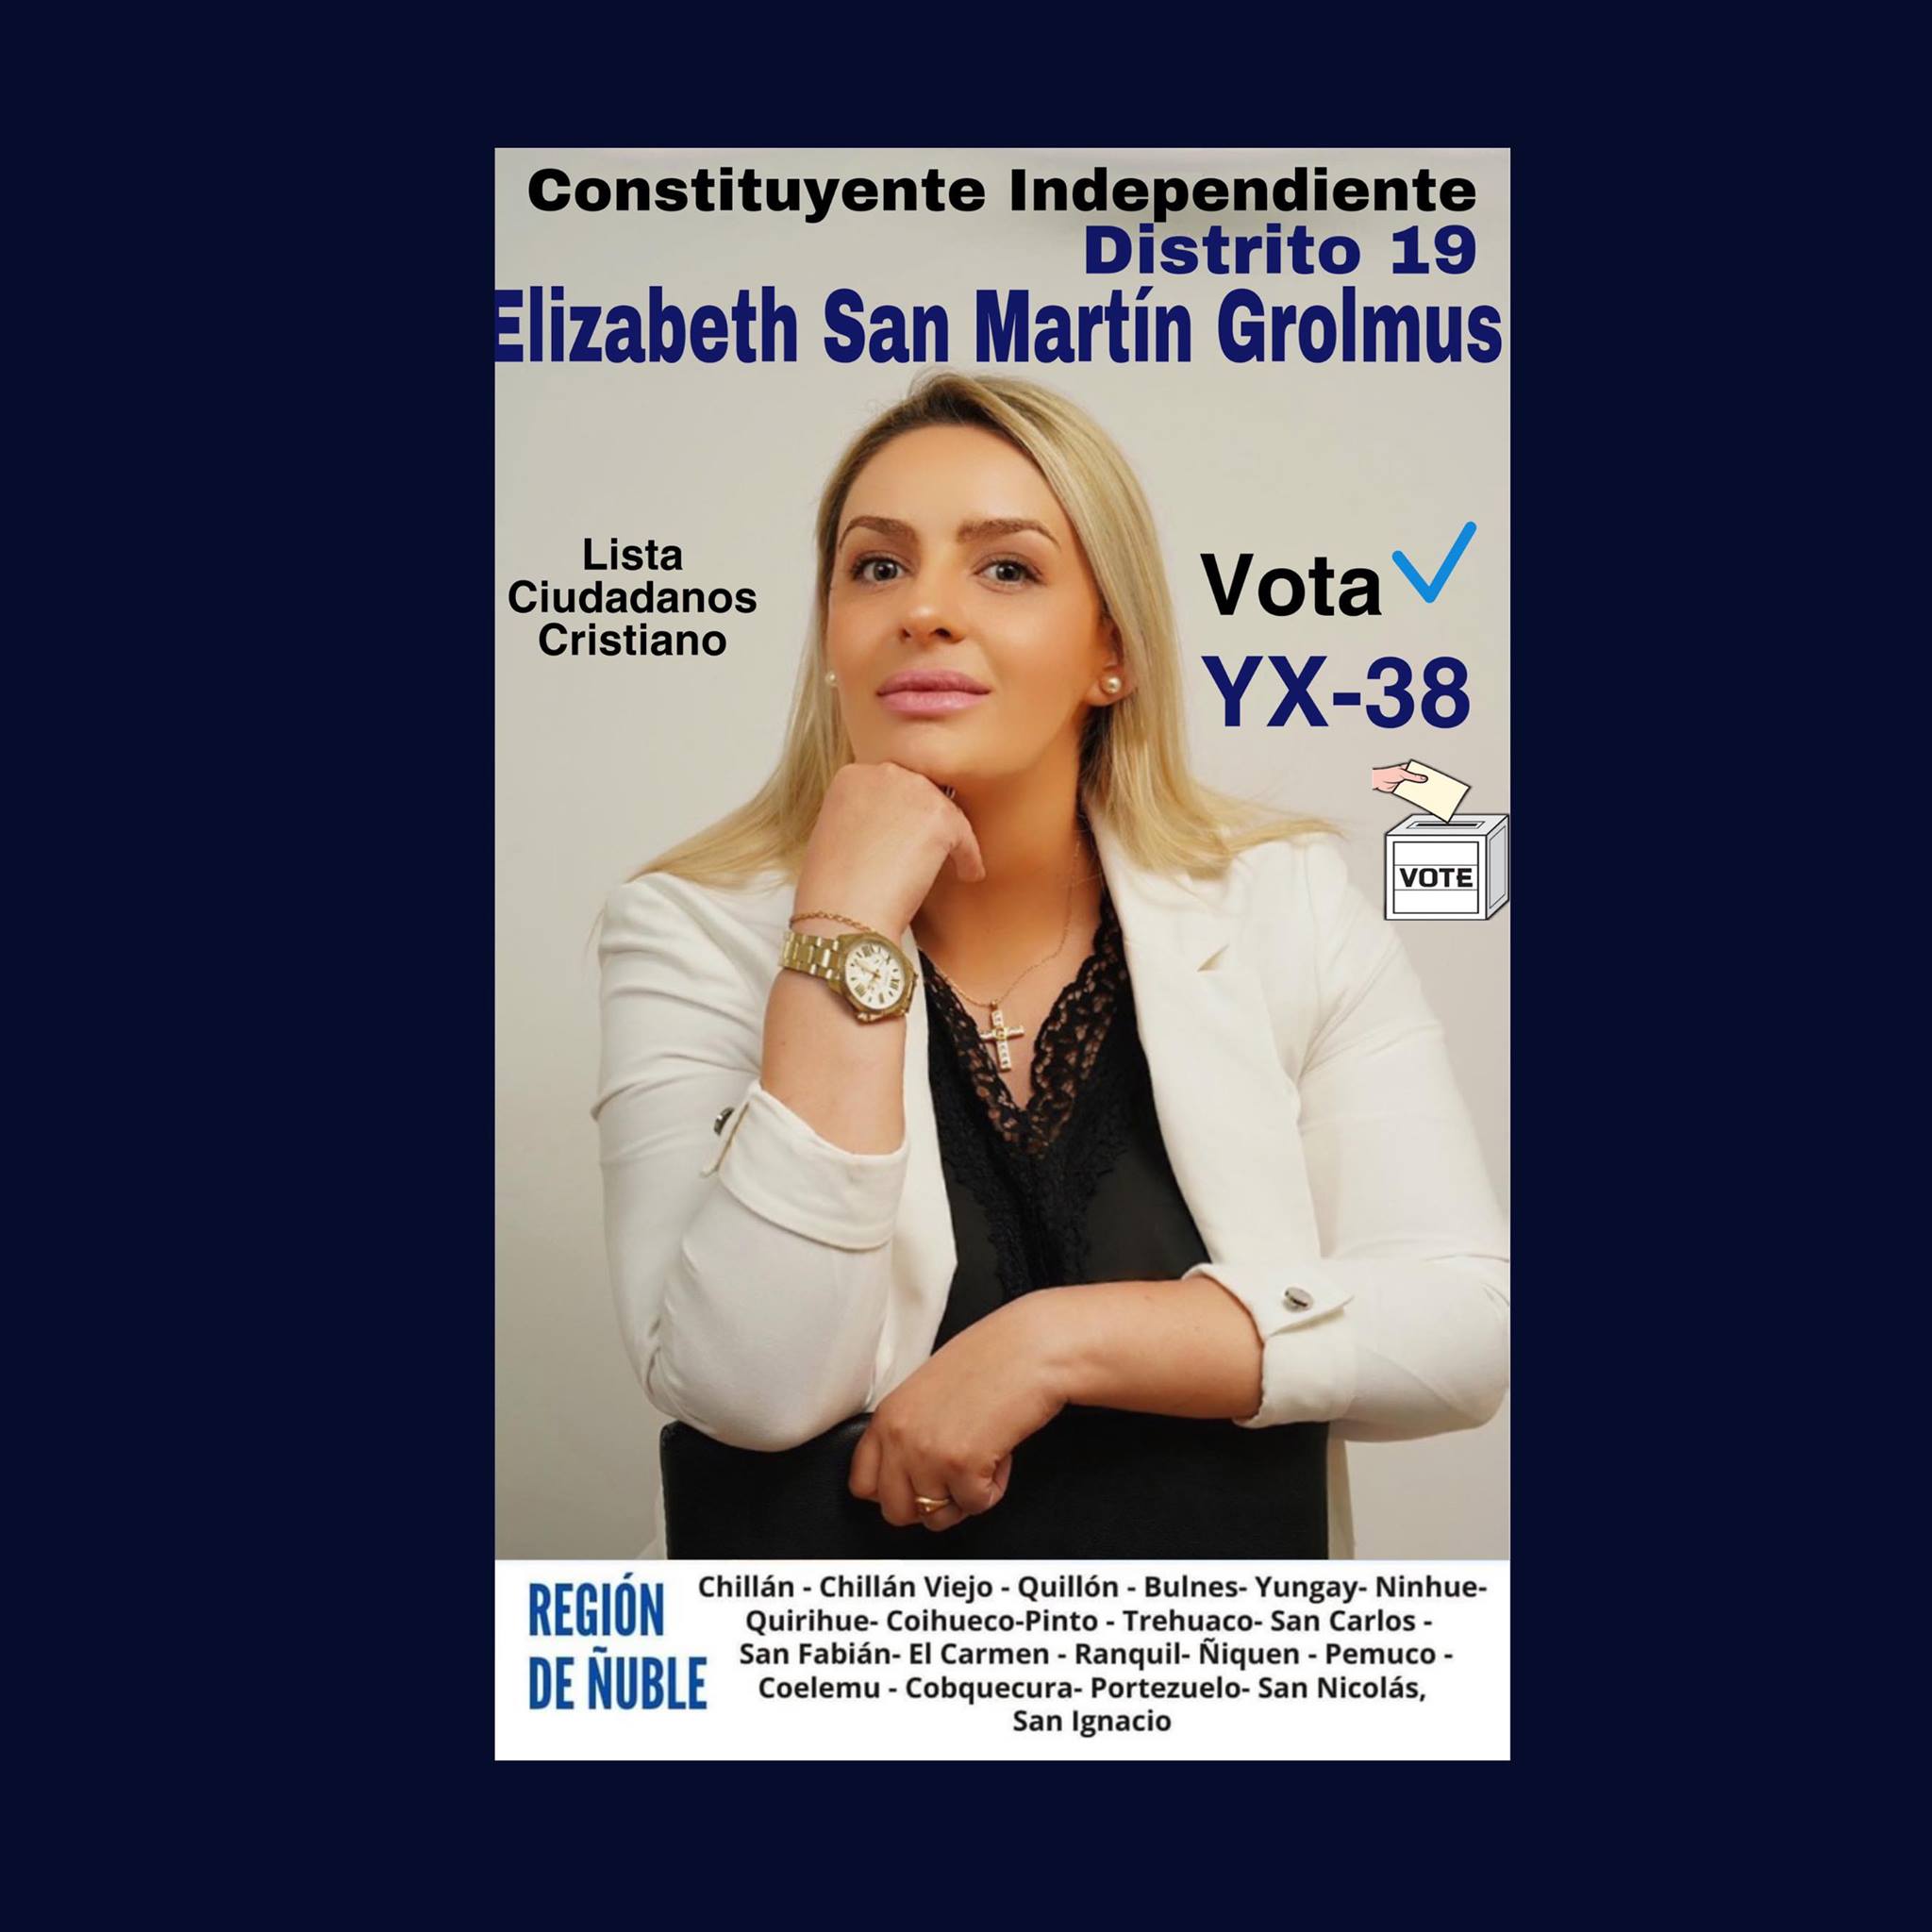 Constituyente Independiente
Distrito 19
Elizabeth San Martín Grolmus
Lista
Ciudadanos
Cristiano
Vota
YX-38
VOTE
REGIÓN
DE ÑUBLE
Chillán - Chillán Viejo - Quillón - Bulnes- Yungay- Ninhue-
Quirihue- Coihueco-Pinto - Trehuaco- San Carlos -
San Fabián- El Carmen - Ranquil- Ñiquen - Pemuco -
Coelemu - Cobquecura- Portezuelo- San Nicolás,
San Ignacio